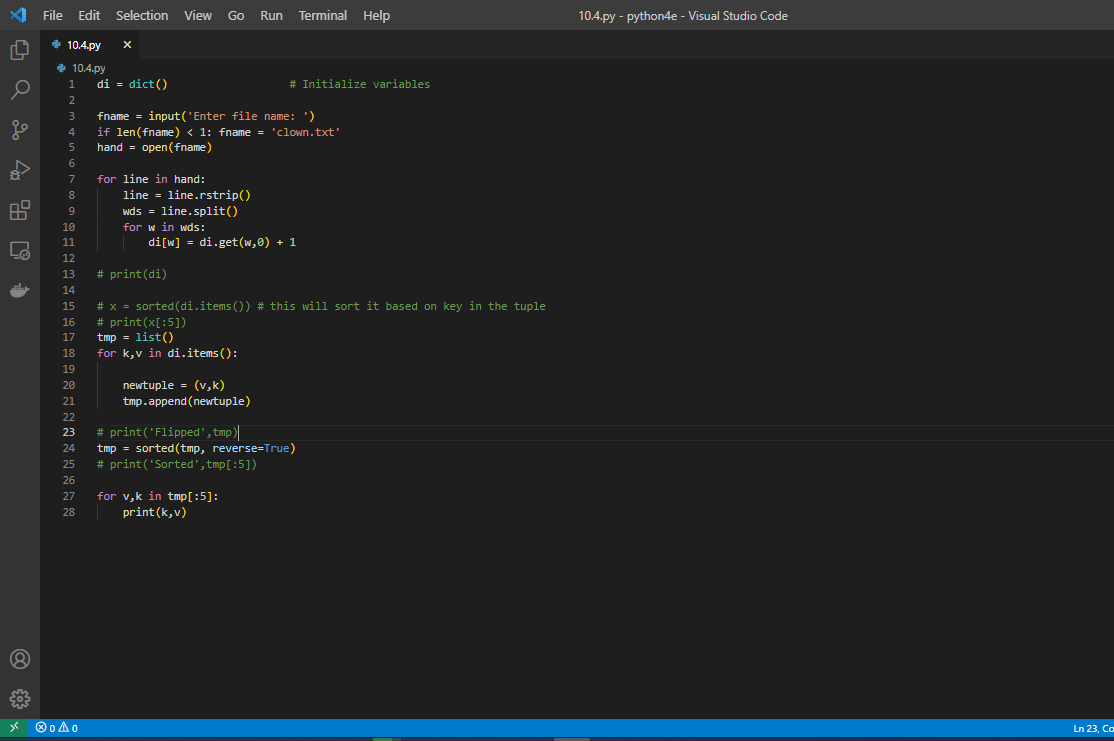 File Edit Selection View Go Run Terminal Help 10.4.py - python4e - Visual Studio Code
10.4.py ×
10.4.py
1 di = dict() # Initialize variables
2
3 fname = input('Enter file name: ')
4 if len(fname) < 1: fname = 'clown.txt'
5 hand = open(fname)
6
7 for line in hand:
8 line = line.rstrip()
9 wds = line.split()
10 for w in wds:
11 di[w] = di.get(w,0) + 1
12
13 # print(di)
14
15 # x = sorted(di.items()) # this will sort it based on key in the tuple
16 # print(x[:5])
17 tmp = list()
18 for k,v in di.items():
19
20 newtuple = (v,k)
21 tmp.append(newtuple)
22
23 # print('Flipped',tmp)
24 tmp = sorted(tmp, reverse=True)
25 # print('Sorted',tmp[:5])
26
27 for v,k in tmp[:5]:
28 print(k,v)
0 0 Ln 23, Co